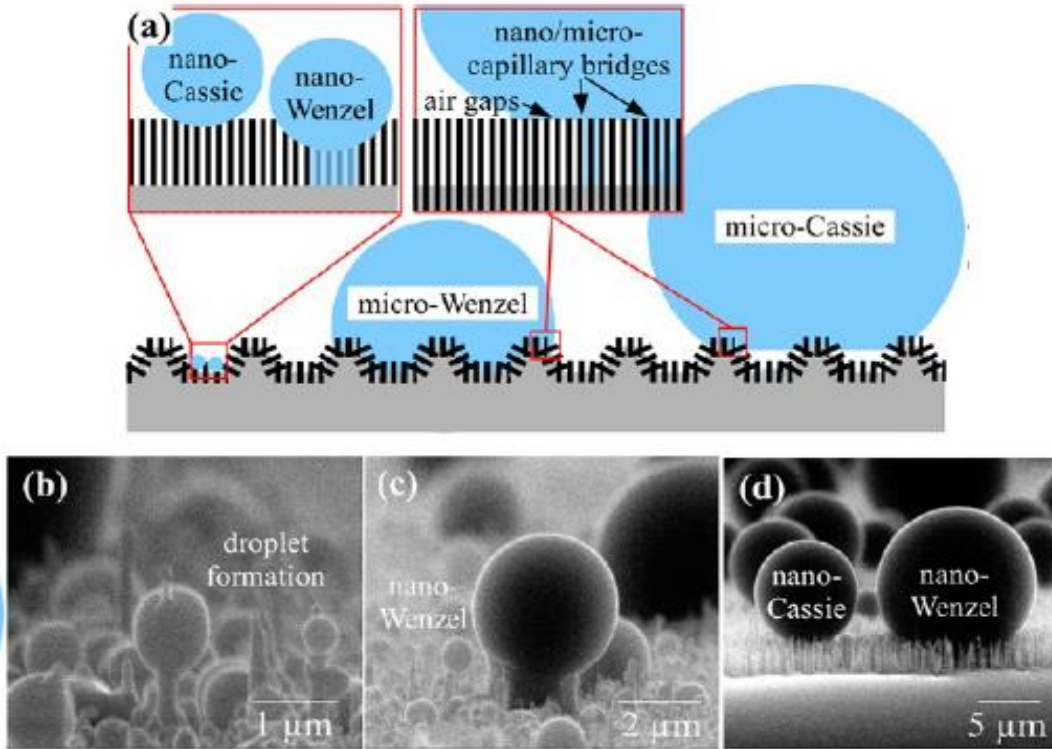 (a)
nano-
Cassie
nano-
Wenzel
nano/micro-
capillary bridges
air gaps
micro-Cassie
micro-Wenzel
(b)
droplet
formation
1 μm
(c)
nano-
Wenzel
2 μm
(d)
nano-
Cassie
nano-
Wenzel
5 μm